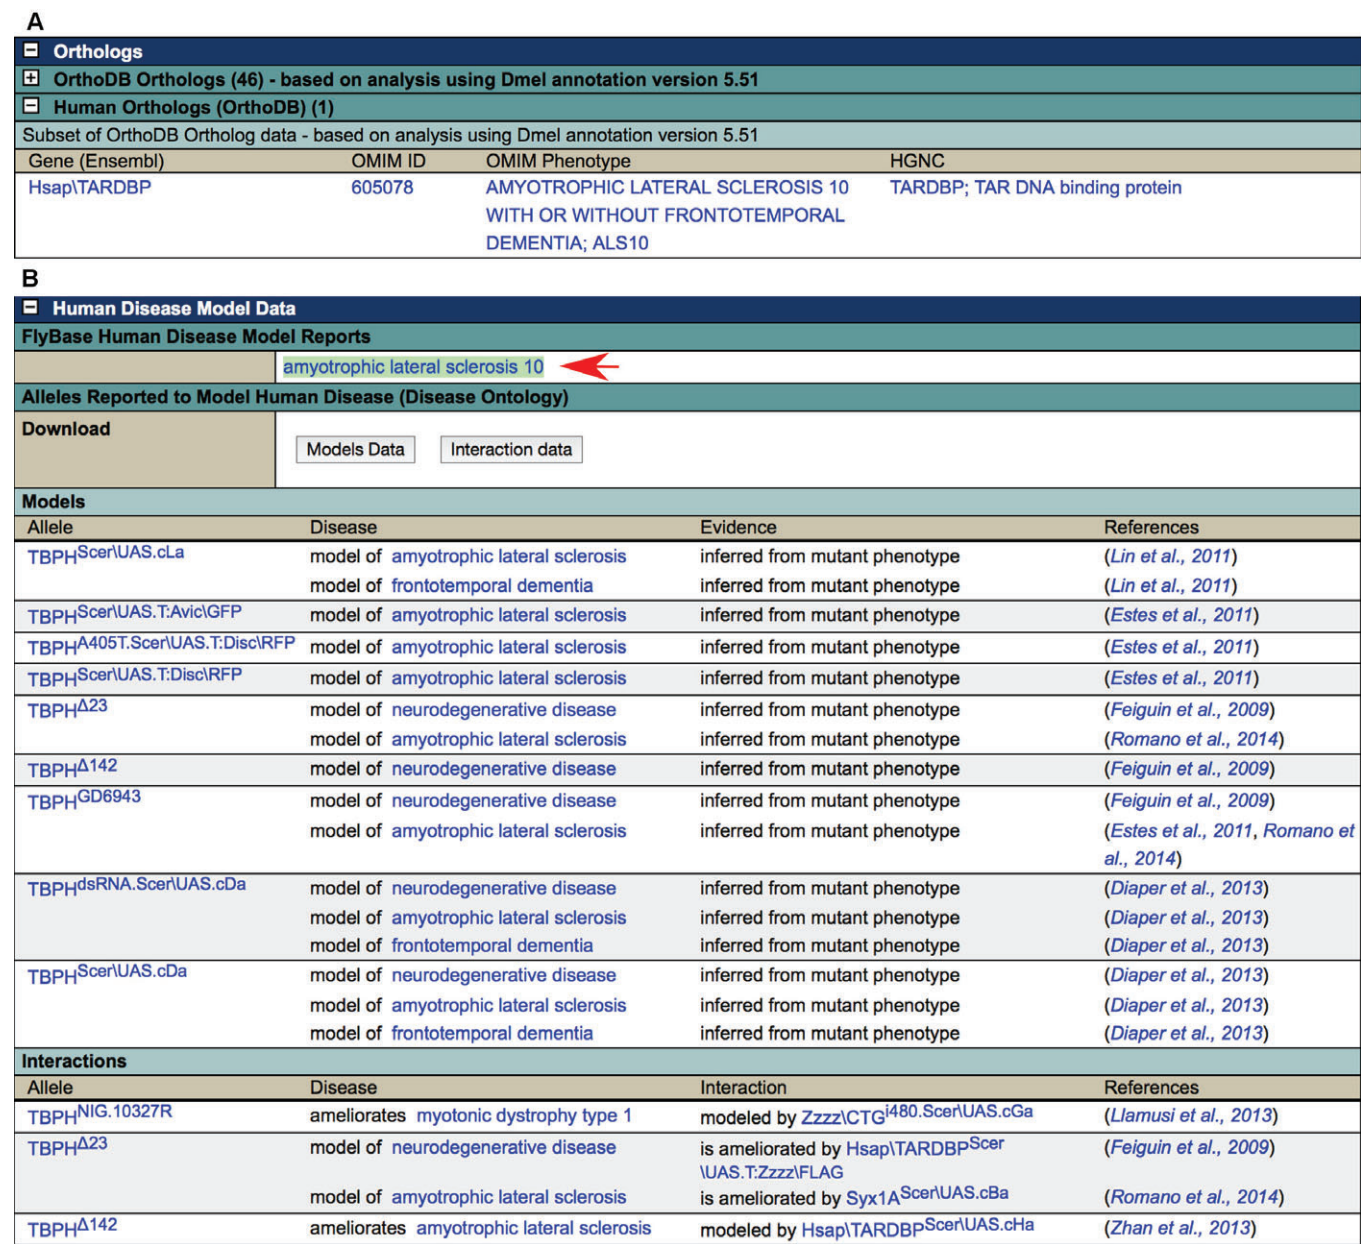 A
Orthologs
OrthoDB Orthologs (46) - based on analysis using Dmel annotation version 5.51
Human Orthologs (OrthoDB) (1)
Subset of OrthoDB Ortholog data - based on analysis using Dmel annotation version 5.51
Gene (Ensembl) OMIM ID OMIM Phenotype HGNC
Hsap\TARDBP 605078 AMYOTROPHIC LATERAL SCLEROSIS 10 TARDBP; TAR DNA binding protein
WITH OR WITHOUT FRONTOTEMPORAL
DEMENTIA; ALS10
B
Human Disease Model Data
FlyBase Human Disease Model Reports
amyotrophic lateral sclerosis 10
Alleles Reported to Model Human Disease (Disease Ontology)
Download
Models Data Interaction data
Models
Allele Disease Evidence References
TBPHScer\UAS.cLa model of amyotrophic lateral sclerosis inferred from mutant phenotype (Lin et al., 2011)
model of frontotemporal dementia inferred from mutant phenotype (Lin et al., 2011)
TBPHScer\UAS.T:Avic\GFP model of amyotrophic lateral sclerosis inferred from mutant phenotype (Estes et al., 2011)
TBPHA405T.Scer\UAS.T:Disc\RFP model of amyotrophic lateral sclerosis inferred from mutant phenotype (Estes et al., 2011)
TBPHScer\UAS.T:Disc\RFP model of amyotrophic lateral sclerosis inferred from mutant phenotype (Estes et al., 2011)
TBPHΔ23 model of neurodegenerative disease inferred from mutant phenotype (Feiguin et al., 2009)
model of amyotrophic lateral sclerosis inferred from mutant phenotype (Romano et al., 2014)
TBPHΔ142 model of neurodegenerative disease inferred from mutant phenotype (Feiguin et al., 2009)
TBPHGD6943 model of neurodegenerative disease inferred from mutant phenotype (Feiguin et al., 2009)
model of amyotrophic lateral sclerosis inferred from mutant phenotype (Estes et al., 2011, Romano et
al., 2014)
TBPHdsRNA.Scer\UAS.cDa model of neurodegenerative disease inferred from mutant phenotype (Diaper et al., 2013)
model of amyotrophic lateral sclerosis inferred from mutant phenotype (Diaper et al., 2013)
model of frontotemporal dementia inferred from mutant phenotype (Diaper et al., 2013)
TBPHScer\UAS.cDa model of neurodegenerative disease inferred from mutant phenotype (Diaper et al., 2013)
model of amyotrophic lateral sclerosis inferred from mutant phenotype (Diaper et al., 2013)
model of frontotemporal dementia inferred from mutant phenotype (Diaper et al., 2013)
Interactions
Allele Disease Interaction References
TBPHNIG.10327R ameliorates myotonic dystrophy type 1 modeled by Zzzz\CTGi480.Scer\UAS.cGa (Llamusi et al., 2013)
TBPHΔ23 model of neurodegenerative disease is ameliorated by Hsap\TARDBPScer (Feiguin et al., 2009)
\UAS.T:Zzzz\FLAG
model of amyotrophic lateral sclerosis is ameliorated by Syx1AScer\UAS.cBa (Romano et al., 2014)
TBPHΔ142 ameliorates amyotrophic lateral sclerosis modeled by Hsap\TARDBPScer\UAS.cHa (Zhan et al., 2013)